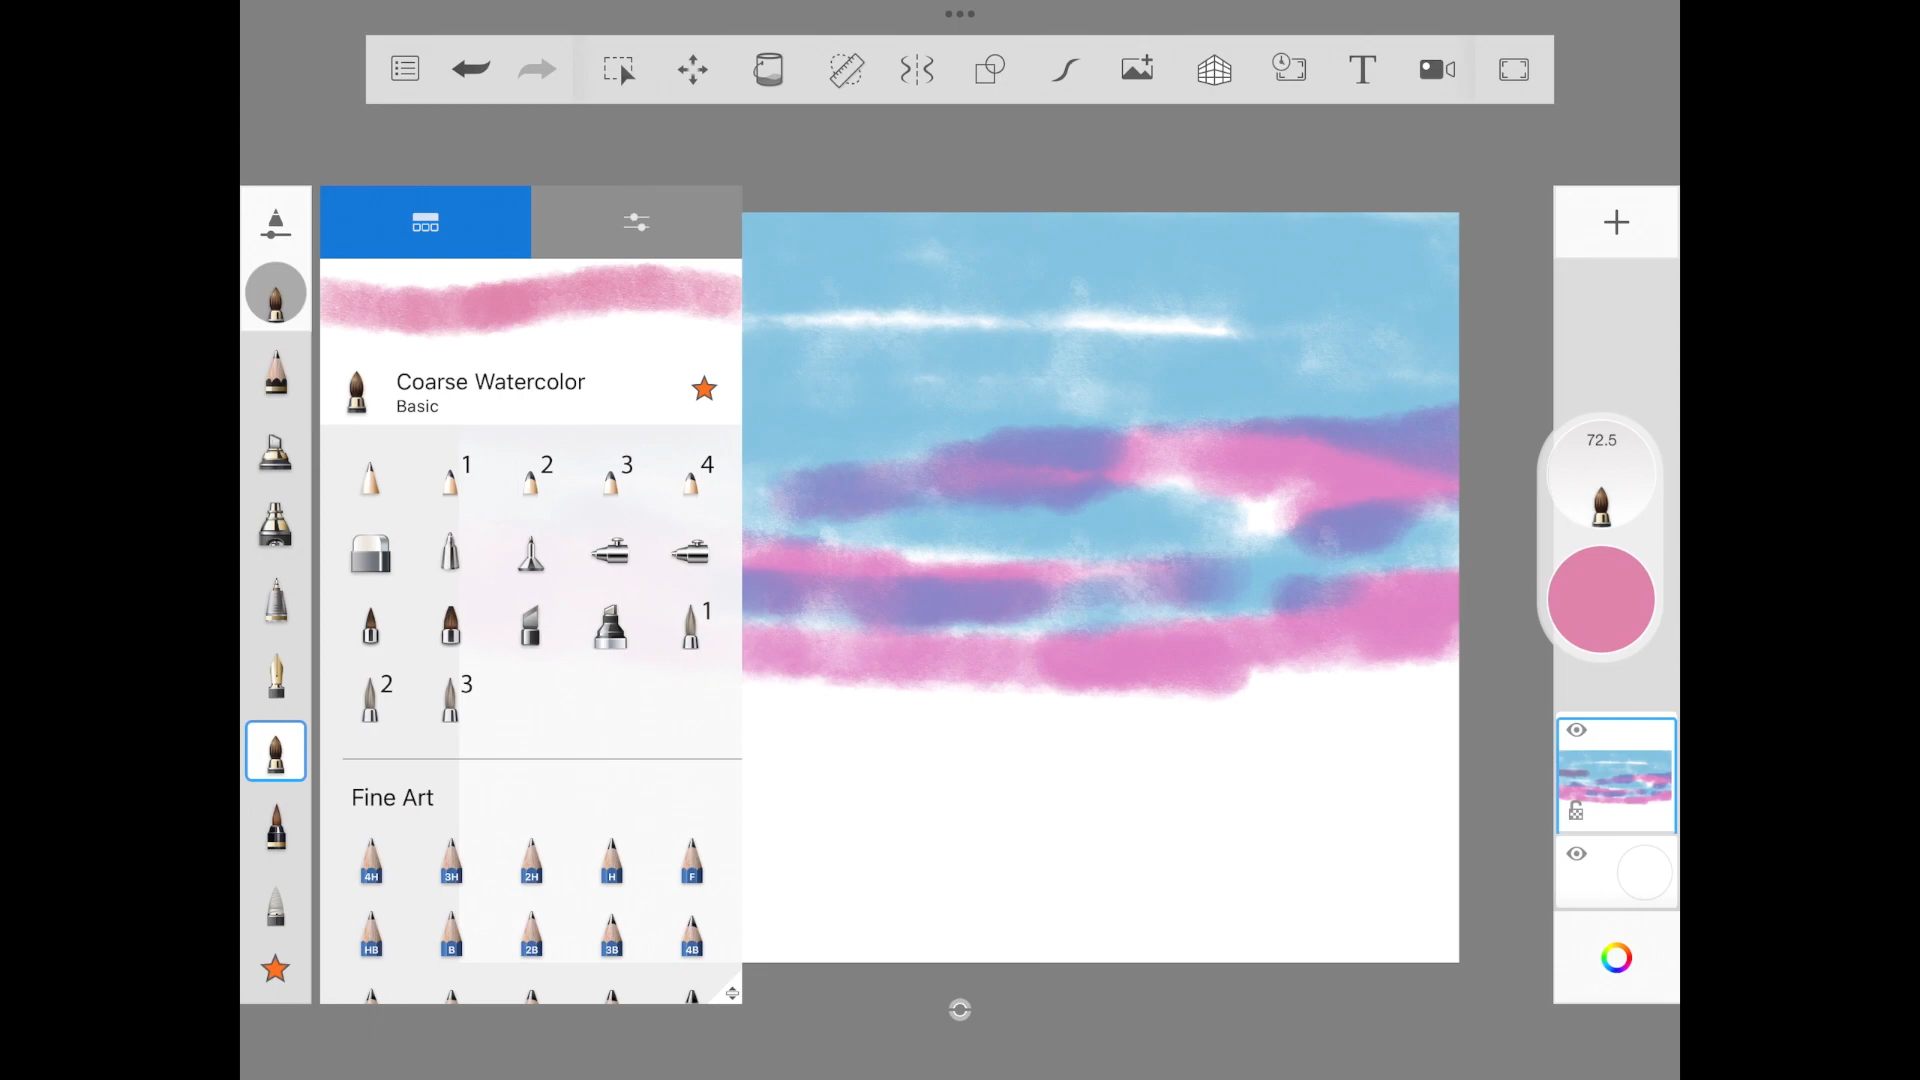 T
Coarse Watercolor
Basic
72.5
1 2 3 4
1
2 3
Fine Art
4H 3H 2H H F
HB B 2B 3B 4B